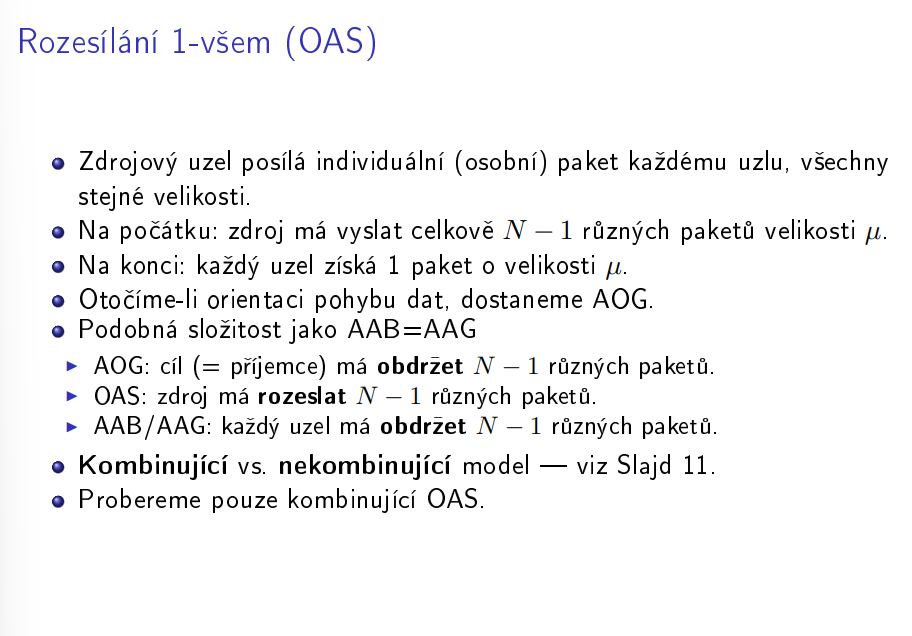 Rozesílání 1-všem (OAS)
Zdrojový uzel posílá individuální (osobní) paket každému uzlu, všechny
stejné velikosti.
Na počátku: zdroj má vyslat celkově N − 1 různých paketů velikosti μ.
Na konci: každý uzel získá 1 paket o velikosti μ.
Otočíme-li orientaci pohybu dat, dostaneme AOG.
Podobná složitost jako AAB=AAG
AOG: cíl (= příjemce) má obdržet N − 1 různých paketů.
OAS: zdroj má rozeslat N − 1 různých paketů.
AAB/AAG: každý uzel má obdržet N − 1 různých paketů.
Kombinující vs. nekombinující model — viz Slajd 11.
Probereme pouze kombinující OAS.